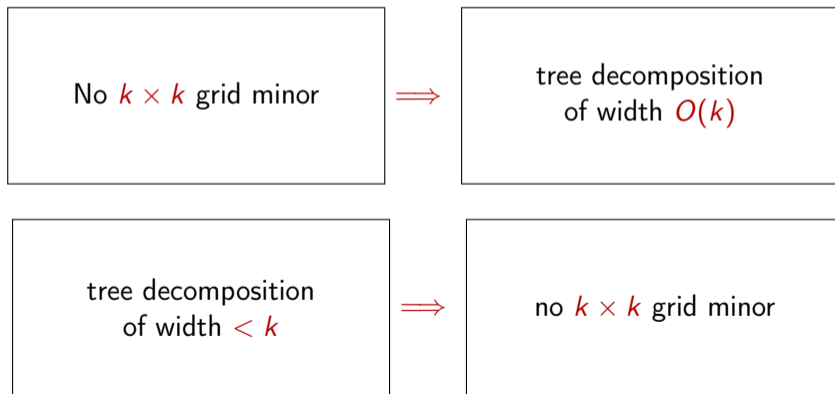 No k × k grid minor
⟹
tree decomposition
of width O(k)
tree decomposition
of width < k
⟹
no k × k grid minor